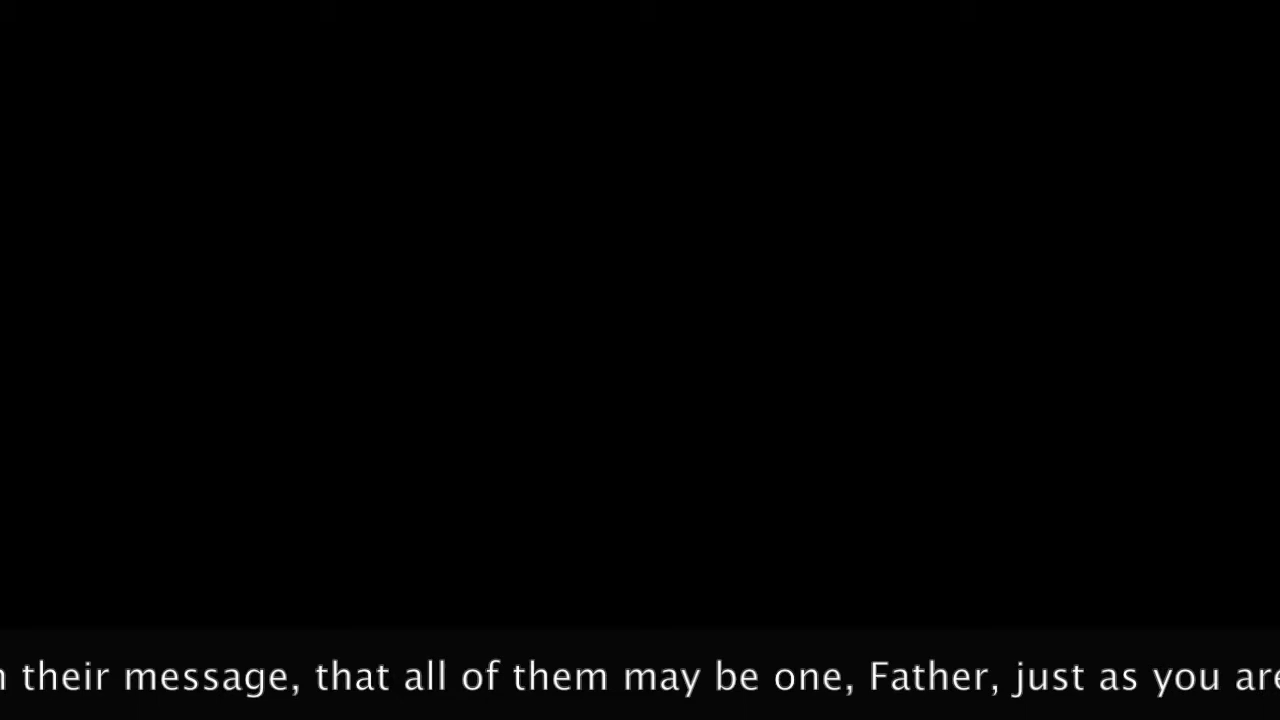 their message, that all of them may be one, Father, just as you are